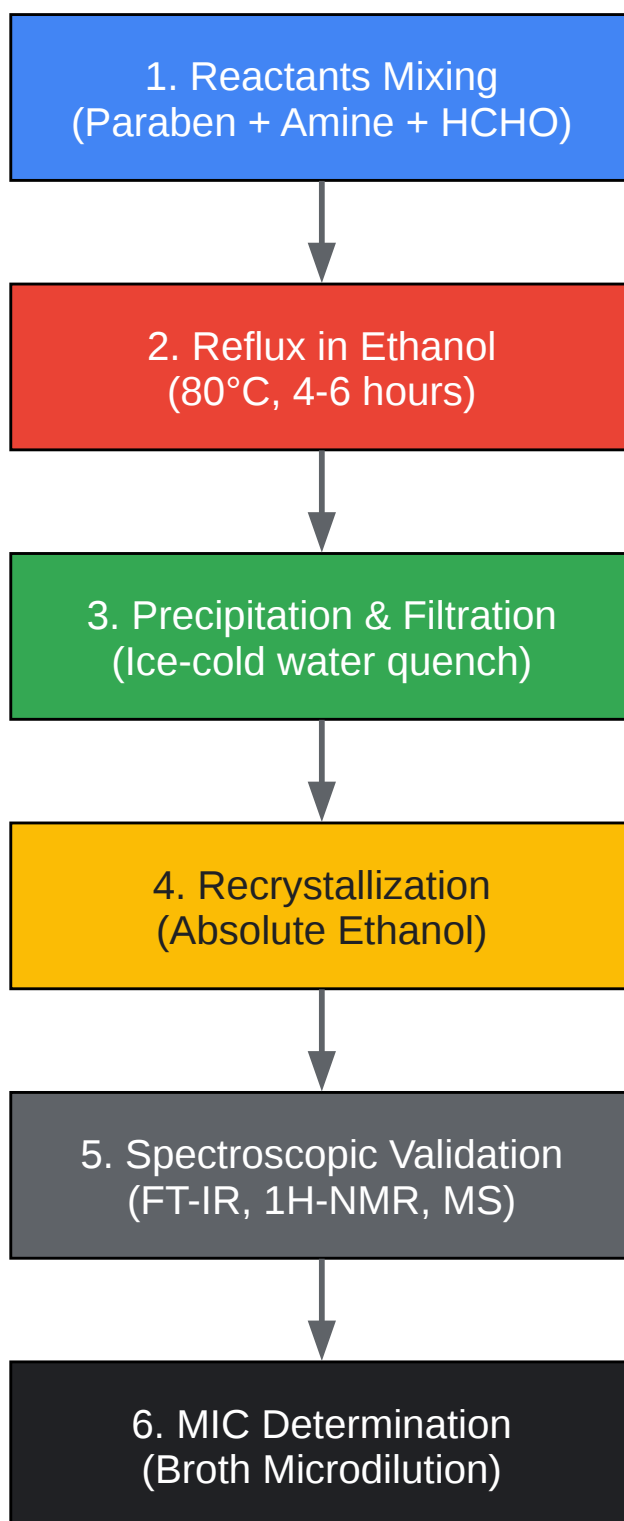 1. Reactants Mixing
(Paraben + Amine + HCHO)
2. Reflux in Ethanol
(80°C, 4-6 hours)
3. Precipitation & Filtration
(Ice-cold water quench)
4. Recrystallization
(Absolute Ethanol)
5. Spectroscopic Validation
(FT-IR, 1H-NMR, MS)
6. MIC Determination
(Broth Microdilution)